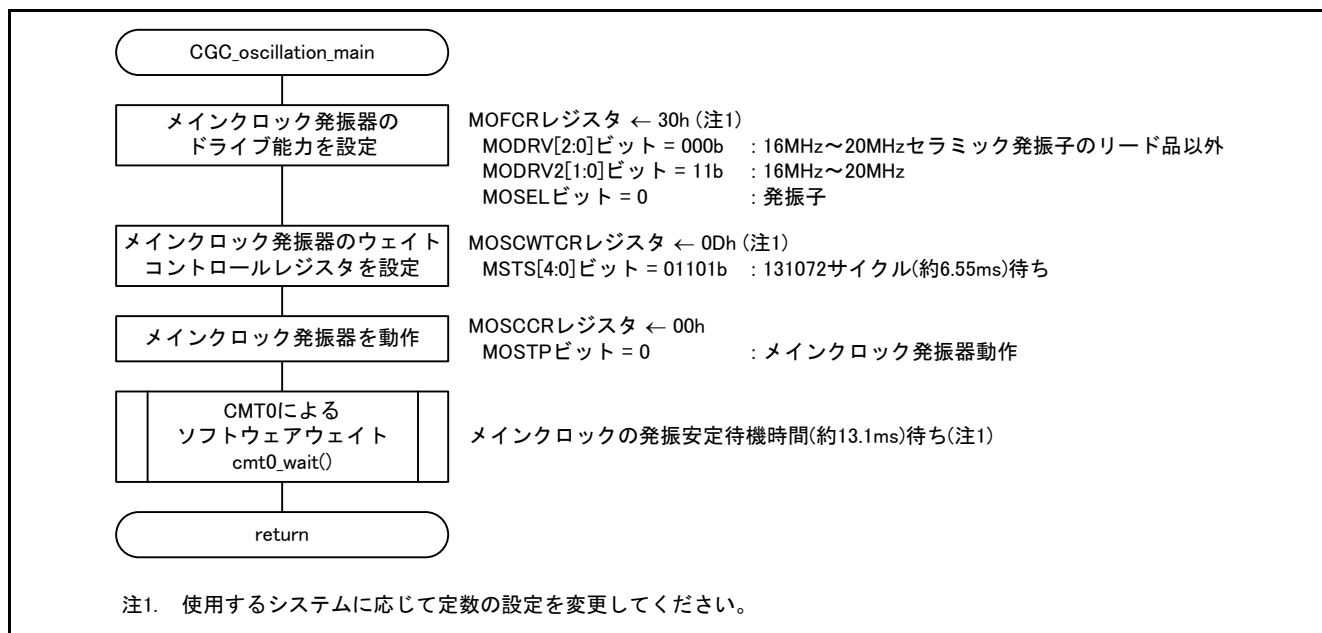 CGC_oscillation_main
メインクロック発振器の
ドライブ能力を設定
MOFCRレジスタ ← 30h (注1)
MODRV[2:0]ビット = 000b : 16MHz～20MHzセラミック発振子のリード品以外
MODRV2[1:0]ビット = 11b : 16MHz～20MHz
MOSELビット = 0 : 発振子
メインクロック発振器のウェイト
コントロールレジスタを設定
MOSCWTCRレジスタ ← 0Dh (注1)
MSTS[4:0]ビット = 01101b : 131072サイクル(約6.55ms)待ち
メインクロック発振器を動作
MOSCCRレジスタ ← 00h
MOSTPビット = 0 : メインクロック発振器動作
CMT0による
ソフトウェアウェイト
cmt0_wait()
メインクロックの発振安定待機時間(約13.1ms)待ち(注1)
return
注1. 使用するシステムに応じて定数の設定を変更してください。